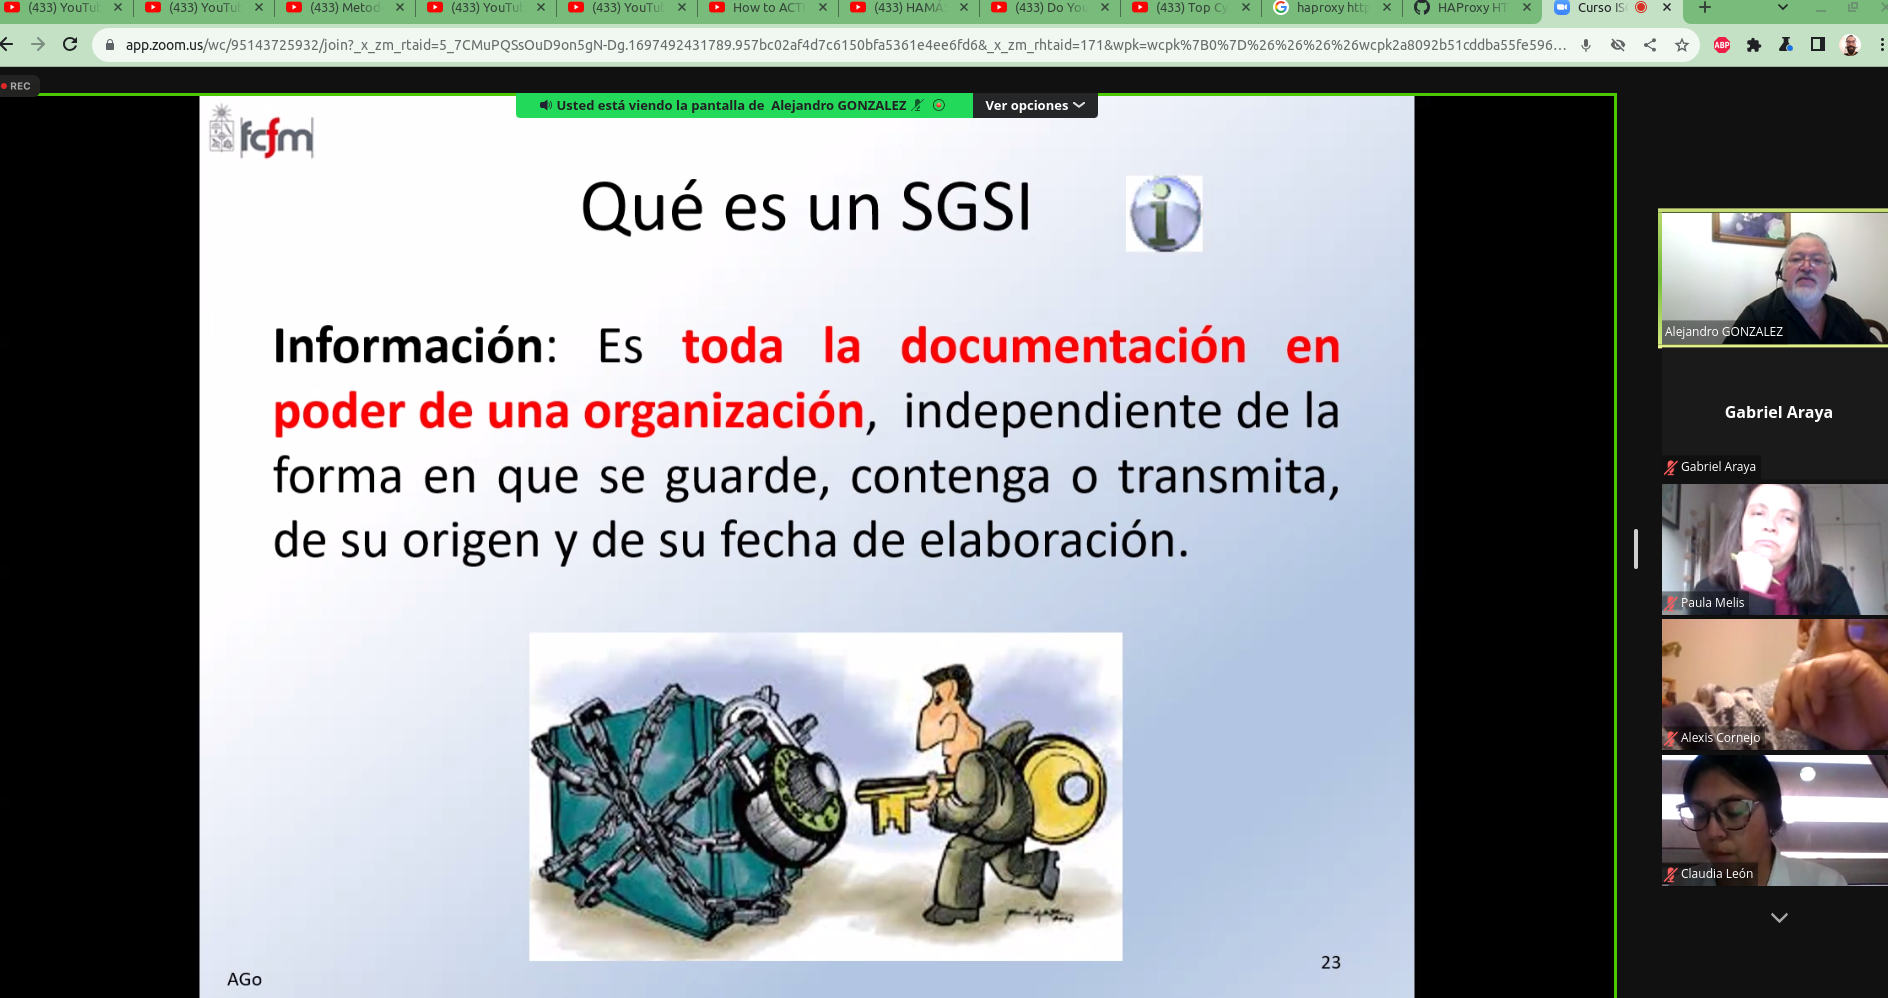 (433) YouTu
(433) YouTu
(433) Metod
(433) YouTu
(433) YouTu
How to ACT
(433) HAMÁ
(433) Do You
(433) Top Cy
haproxy http
HAProxy HT
Curso IS
app.zoom.us/wc/95143725932/join?_x_zm_rtaid=5_7CMuPQSsOuD9on5gN-Dg.1697492431789.957bc02af4d7c6150bfa5361e4ee6fd6&_x_zm_rhtaid=171&wpk=wcpk%7B0%7D%26%26%26%26wcpk2a8092b51cddba55fe596...
ABP
REC
Usted está viendo la pantalla de Alejandro GONZALEZ
Ver opciones
fcfm
Qué es un SGSI
i
Información: Es toda la documentación en
poder de una organización, independiente de la
forma en que se guarde, contenga o transmita,
de su origen y de su fecha de elaboración.
AGo
23
Alejandro GONZALEZ
Gabriel Araya
Gabriel Araya
Paula Melis
Alexis Cornejo
Claudia León